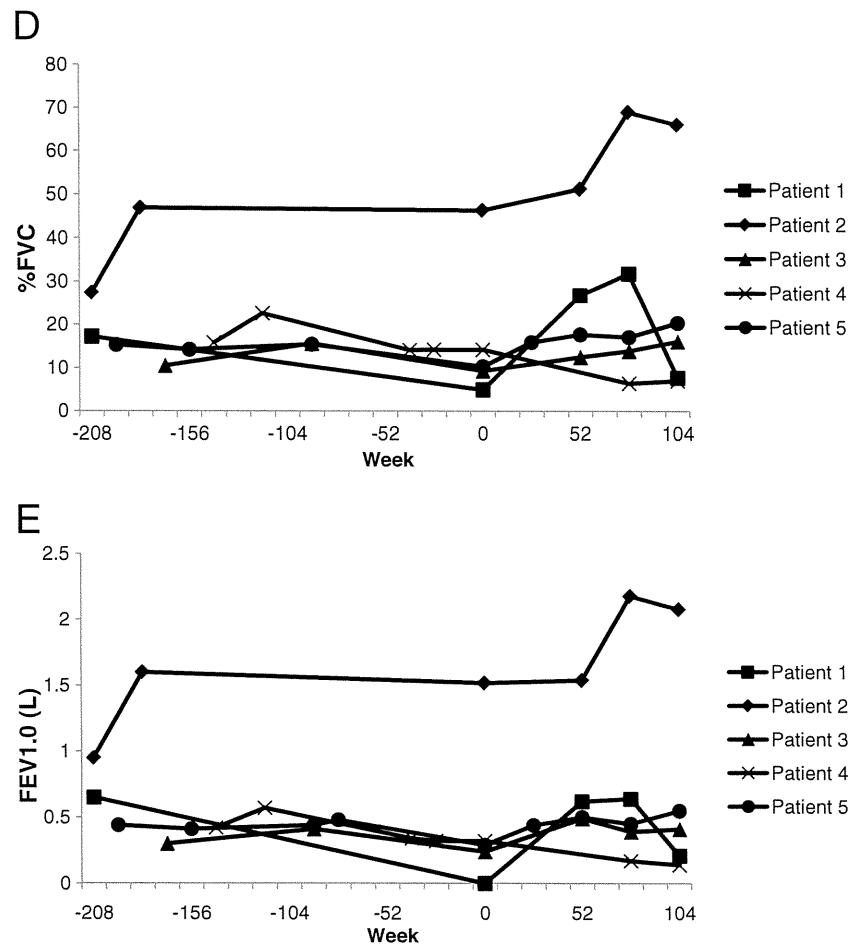 D
80
70
60
50
40
30
20
10
0
%FVC
-208 -156 -104 -52 0 52 104
Week
Patient 1
Patient 2
Patient 3
Patient 4
Patient 5
E
2.5
2
1.5
1
0.5
0
FEV1.0 (L)
-208 -156 -104 -52 0 52 104
Week
Patient 1
Patient 2
Patient 3
Patient 4
Patient 5